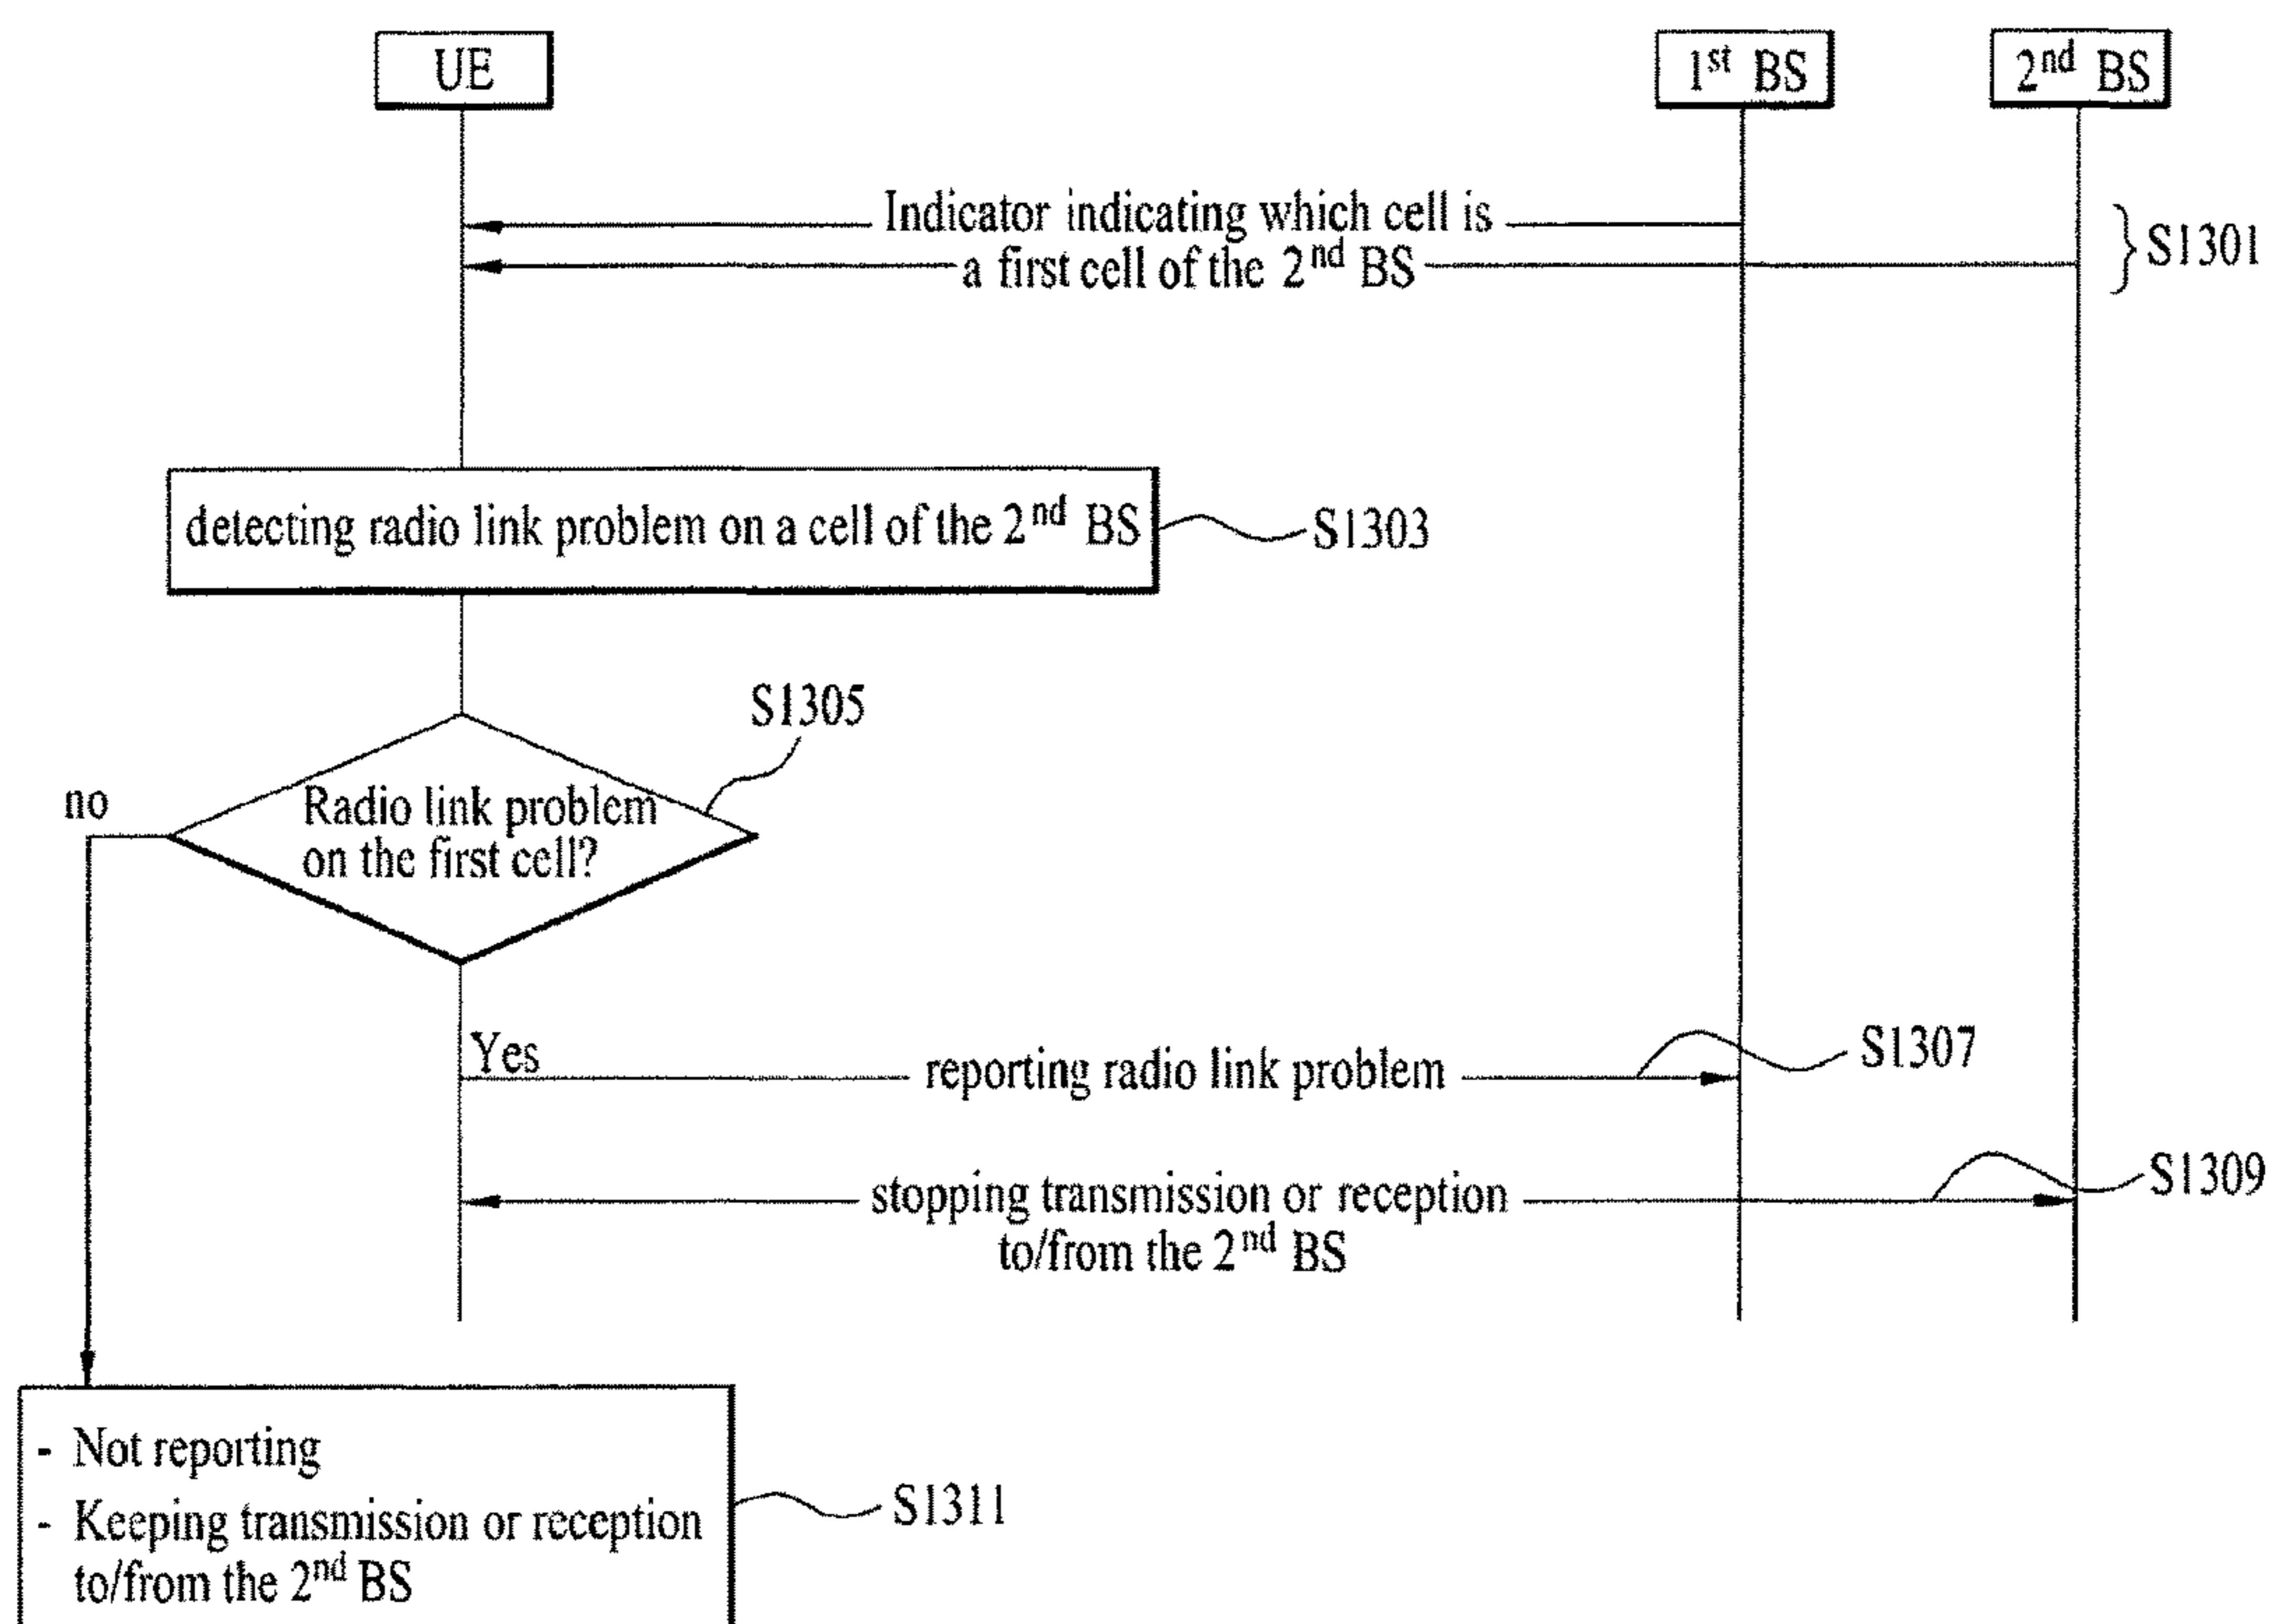 UE
1st BS
2nd BS
Indicator indicating which cell is
a first cell of the 2nd BS
S1301
detecting radio link problem on a cell of the 2nd BS
S1303
S1305
no
Radio link problem
on the first cell?
Yes
reporting radio link problem
S1307
stopping transmission or reception
to/from the 2nd BS
S1309
- Not reporting
- Keeping transmission or reception
to/from the 2nd BS
S1311